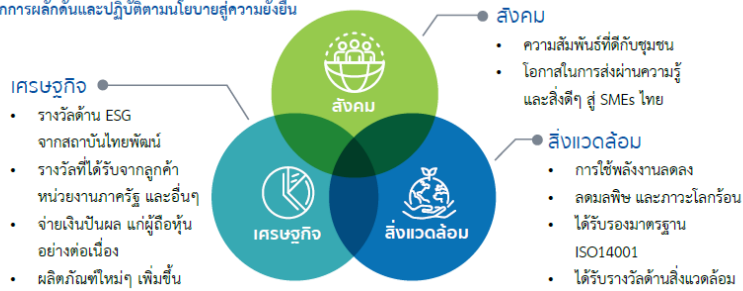 การผลักดันและปฏิบัติตามนโยบายสู่ความยั่งยืน
สังคม
• ความสัมพันธ์ที่ดีกับชุมชน
• โอกาสในการส่งผ่านความรู้
และสิ่งดีๆ สู่ SMEs ไทย
สังคม
เศรษฐกิจ
• รางวัลด้าน ESG
จากสถาบันไทยพัฒน์
• รางวัลที่ได้รับจากลูกค้า
หน่วยงานภาครัฐ และอื่นๆ
• จ่ายเงินปันผล แก่ผู้ถือหุ้น
อย่างต่อเนื่อง
• ผลิตภัณฑ์ใหม่ๆ เพิ่มขึ้น
เศรษฐกิจ
สิ่งแวดล้อม
สิ่งแวดล้อม
• การใช้พลังงานลดลง
• ลดมลพิษ และภาวะโลกร้อน
• ได้รับรองมาตรฐาน
ISO14001
• ได้รับรางวัลด้านสิ่งแวดล้อม